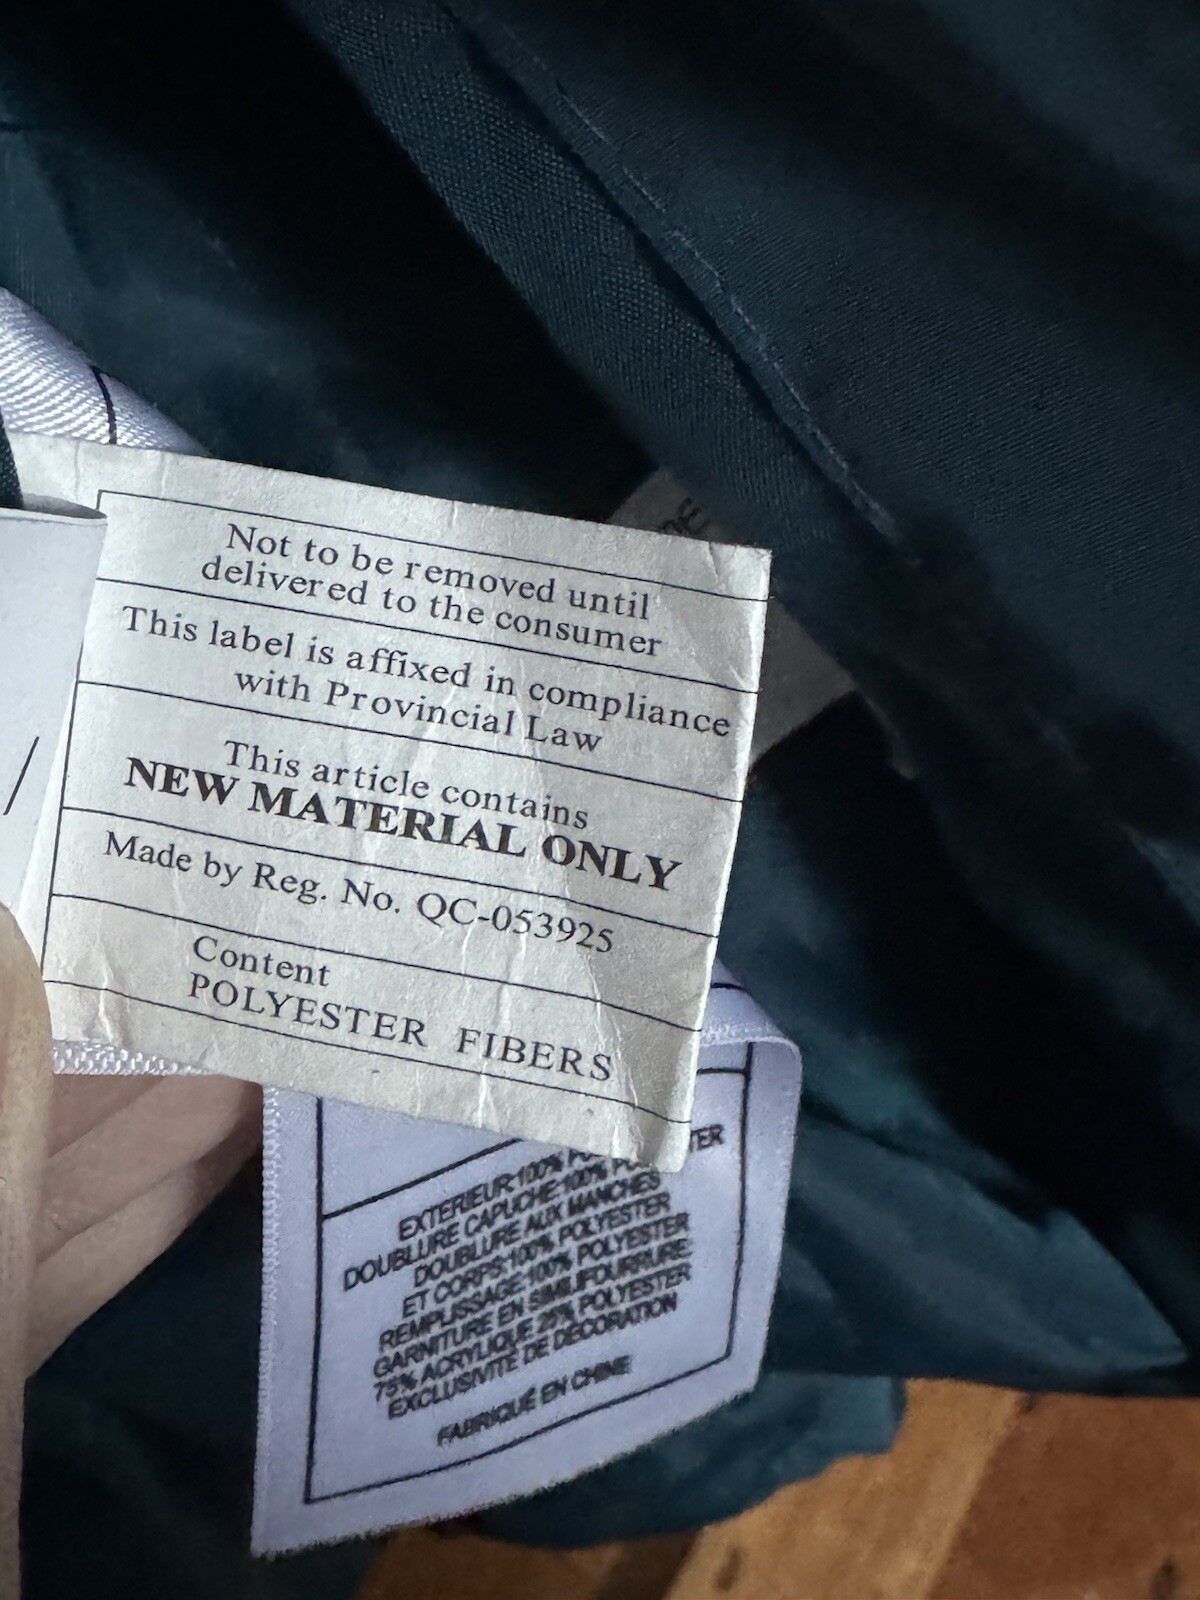 Not to be removed until
delivered to the consumer
This label is affixed in compliance
with Provincial Law
This article contains
NEW MATERIAL ONLY
Made by Reg. No. QC-053925
Content
POLYESTER FIBERS
EXTERIEUR:100%
DOUBLURE CAPUCHE:100%
DOUBLURE AUX MANCHES
ET CORPS:100% POLYESTER
REMPLISSAGE:100% POLYESTER
GARNITURE EN SIMILIFOURRURE:
75% ACRYLIQUE 25% POLYESTER
EXCLUSIVITÉ DE DECORATION
FABRIQUÉ EN CHINE